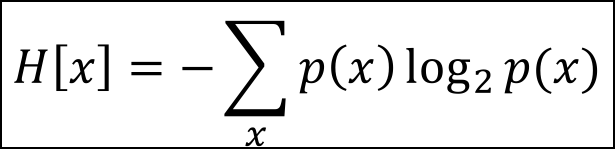 H[x] = − ∑ₓ p(x) log₂ p(x)